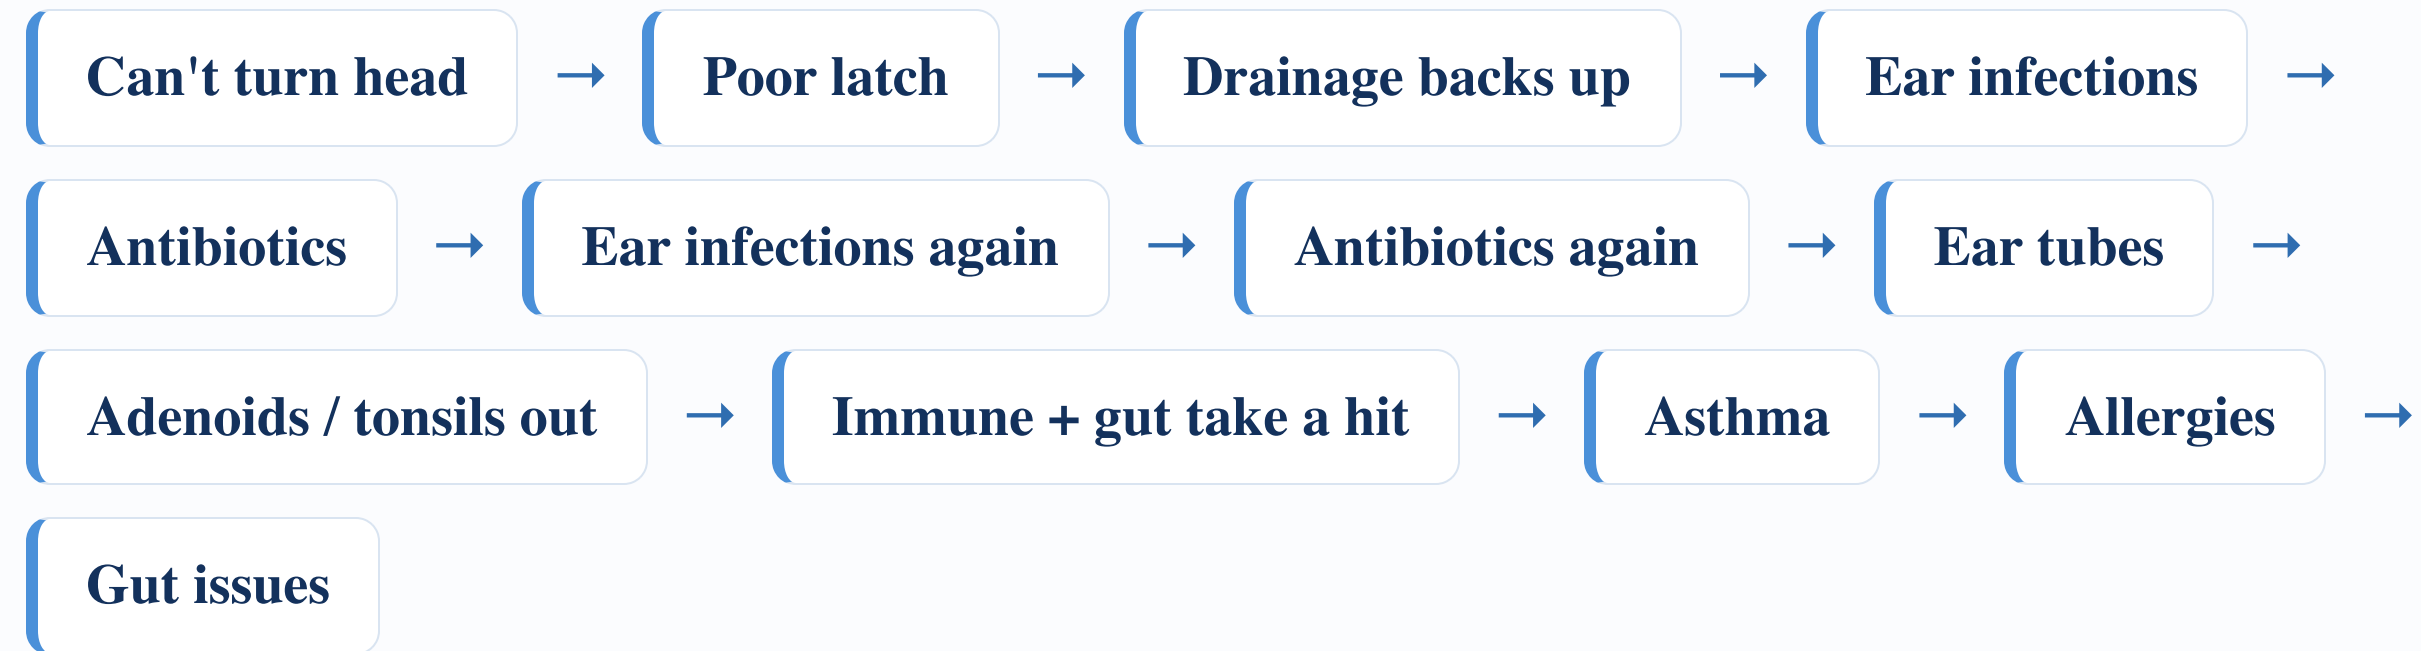 Can't turn head → Poor latch → Drainage backs up → Ear infections →
Antibiotics → Ear infections again → Antibiotics again → Ear tubes →
Adenoids / tonsils out → Immune + gut take a hit → Asthma → Allergies →
Gut issues